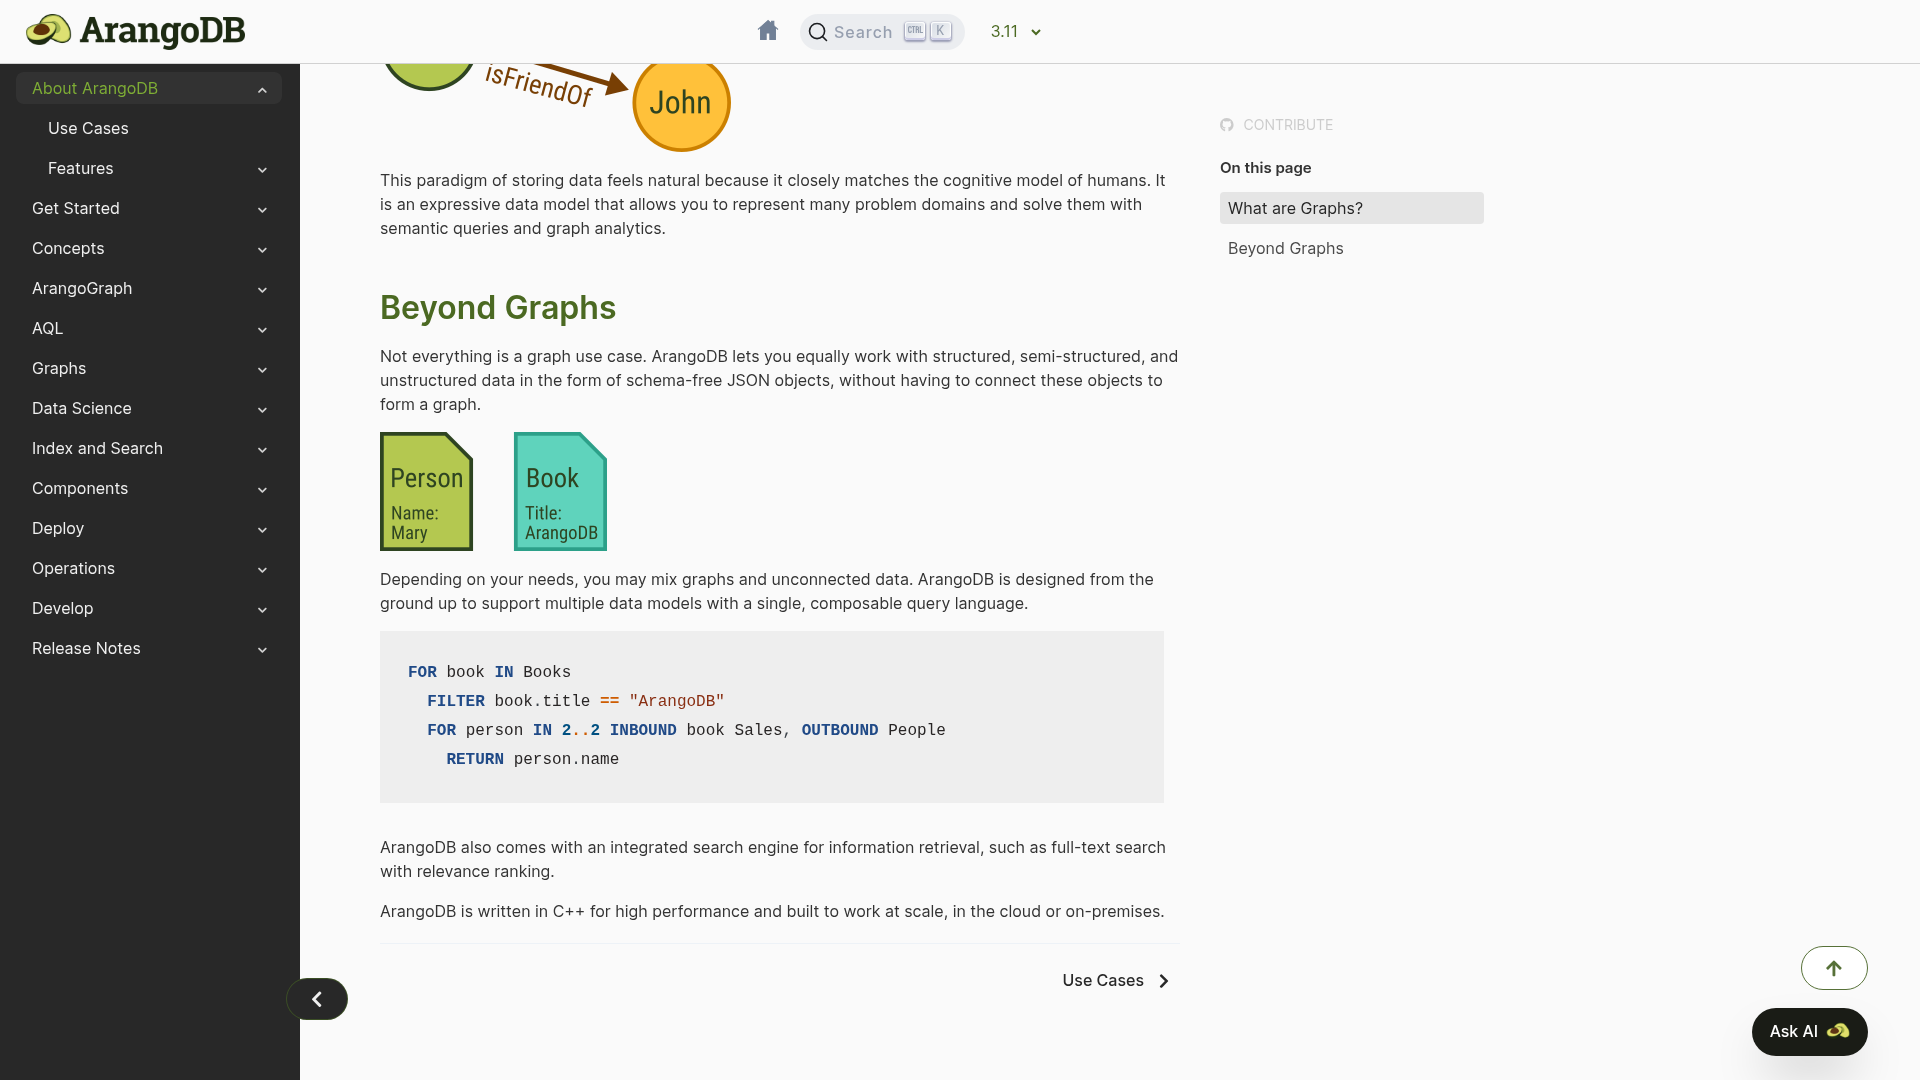 ArangoDB
Search
CTRL K
3.11
About ArangoDB
Use Cases
Features
Get Started
Concepts
ArangoGraph
AQL
Graphs
Data Science
Index and Search
Components
Deploy
Operations
Develop
Release Notes
isFriendOf
John
This paradigm of storing data feels natural because it closely matches the cognitive model of humans. It
is an expressive data model that allows you to represent many problem domains and solve them with
semantic queries and graph analytics.
Beyond Graphs
Not everything is a graph use case. ArangoDB lets you equally work with structured, semi-structured, and
unstructured data in the form of schema-free JSON objects, without having to connect these objects to
form a graph.
Person
Name:
Mary
Book
Title:
ArangoDB
Depending on your needs, you may mix graphs and unconnected data. ArangoDB is designed from the
ground up to support multiple data models with a single, composable query language.
FOR book IN Books
FILTER book.title == "ArangoDB"
FOR person IN 2..2 INBOUND book Sales, OUTBOUND People
RETURN person.name
ArangoDB also comes with an integrated search engine for information retrieval, such as full-text search
with relevance ranking.
ArangoDB is written in C++ for high performance and built to work at scale, in the cloud or on-premises.
Use Cases
CONTRIBUTE
On this page
What are Graphs?
Beyond Graphs
Ask AI